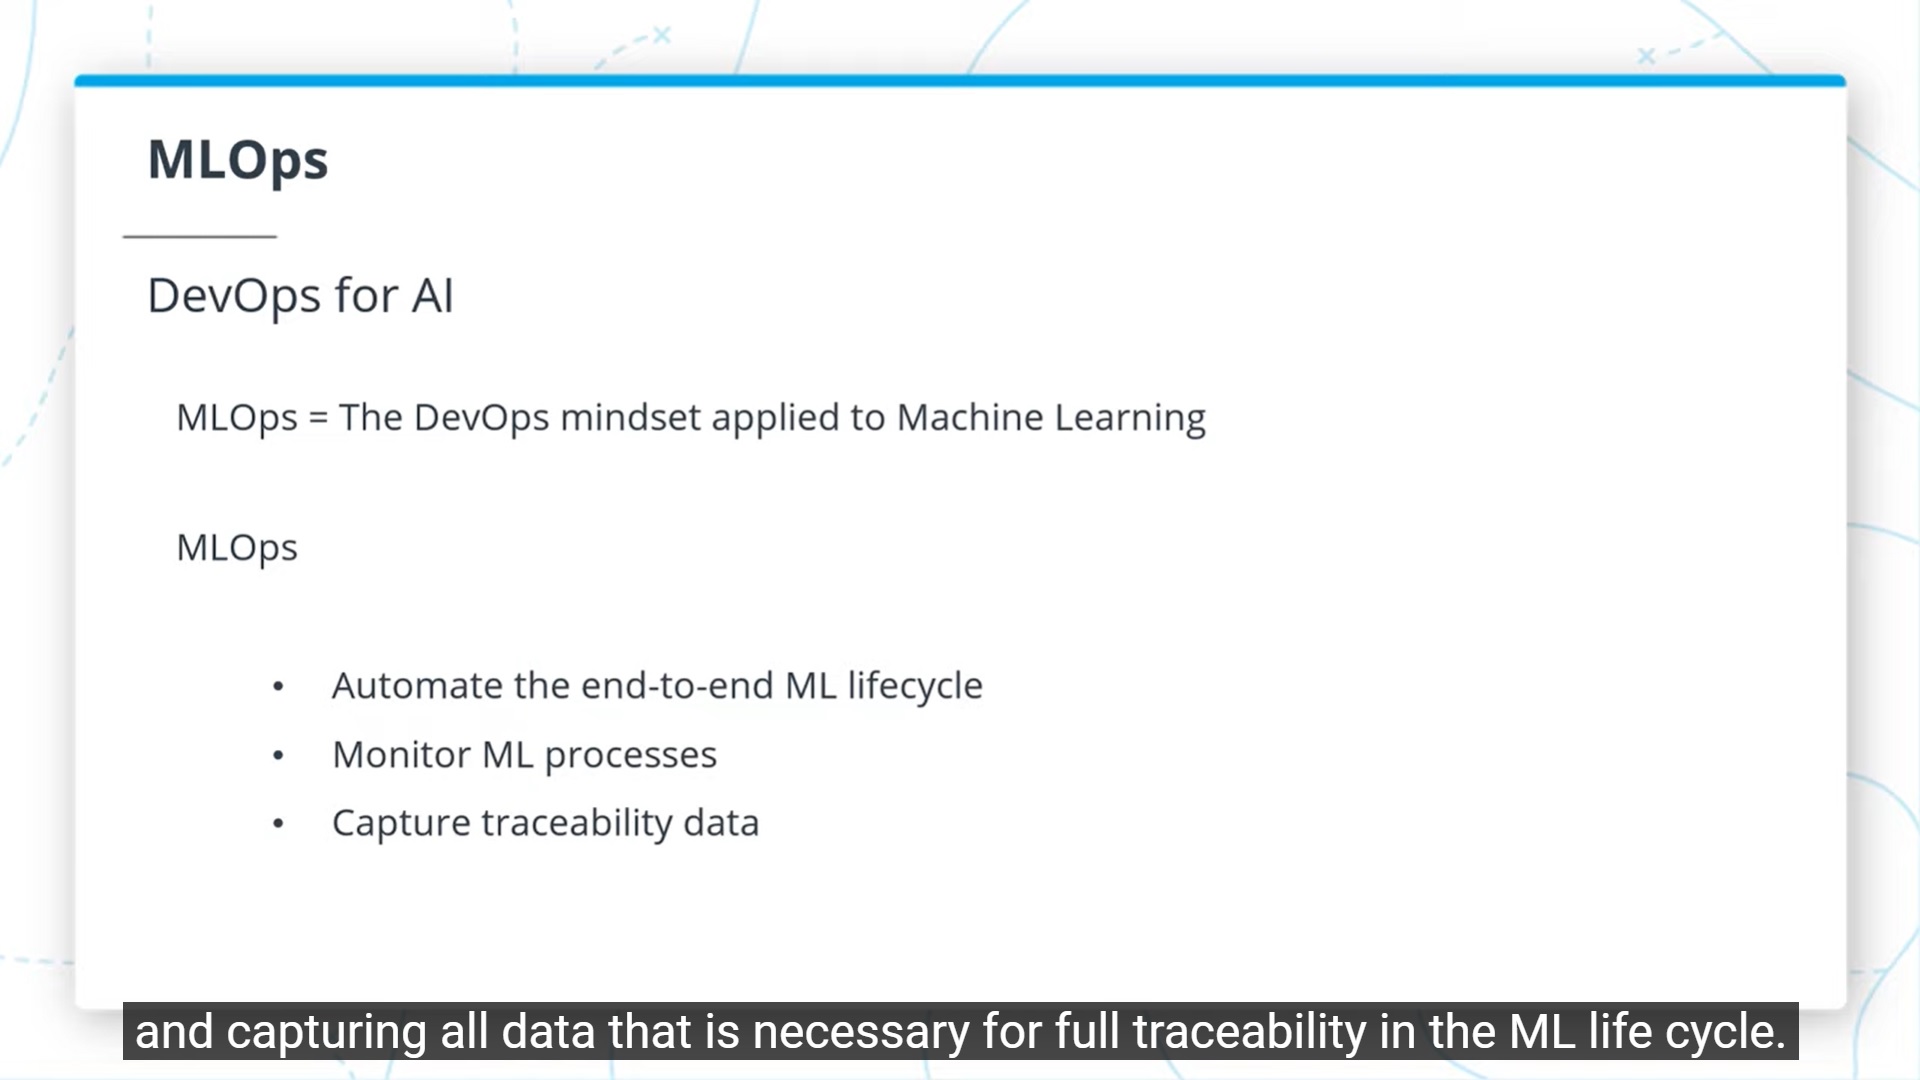 MLOps
DevOps for AI
MLOps = The DevOps mindset applied to Machine Learning
MLOps
• Automate the end-to-end ML lifecycle
• Monitor ML processes
• Capture traceability data
and capturing all data that is necessary for full traceability in the ML life cycle.